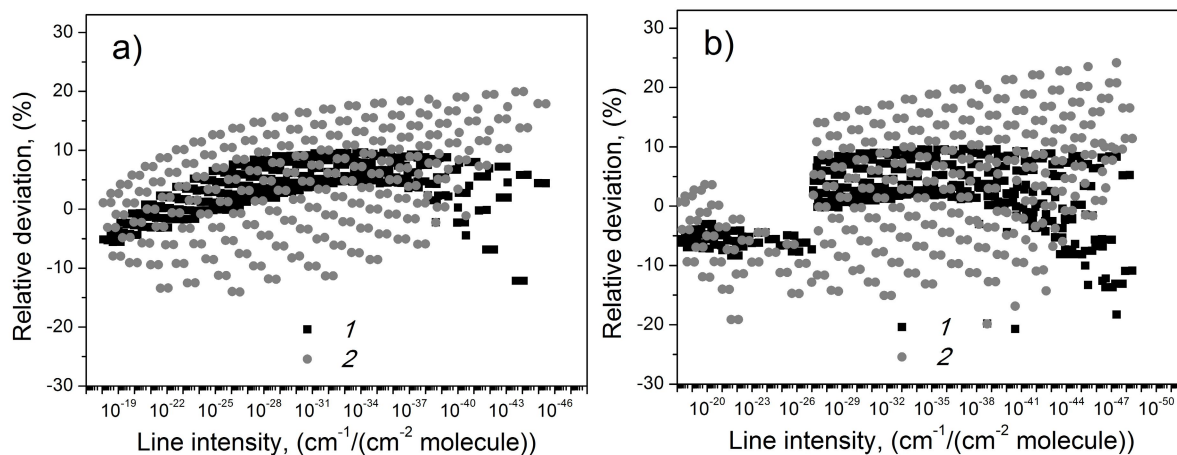 a)
Relative deviation, (%)
30
20
10
0
-10
-20
-30
1
2
10⁻¹⁹ 10⁻²² 10⁻²⁵ 10⁻²⁸ 10⁻³¹ 10⁻³⁴ 10⁻³⁷ 10⁻⁴⁰ 10⁻⁴³ 10⁻⁴⁶
Line intensity, (cm⁻¹/(cm⁻² molecule))
b)
Relative deviation, (%)
30
20
10
0
-10
-20
-30
1
2
10⁻²⁰ 10⁻²³ 10⁻²⁶ 10⁻²⁹ 10⁻³² 10⁻³⁵ 10⁻³⁸ 10⁻⁴¹ 10⁻⁴⁴ 10⁻⁴⁷ 10⁻⁵⁰
Line intensity, (cm⁻¹/(cm⁻² molecule))